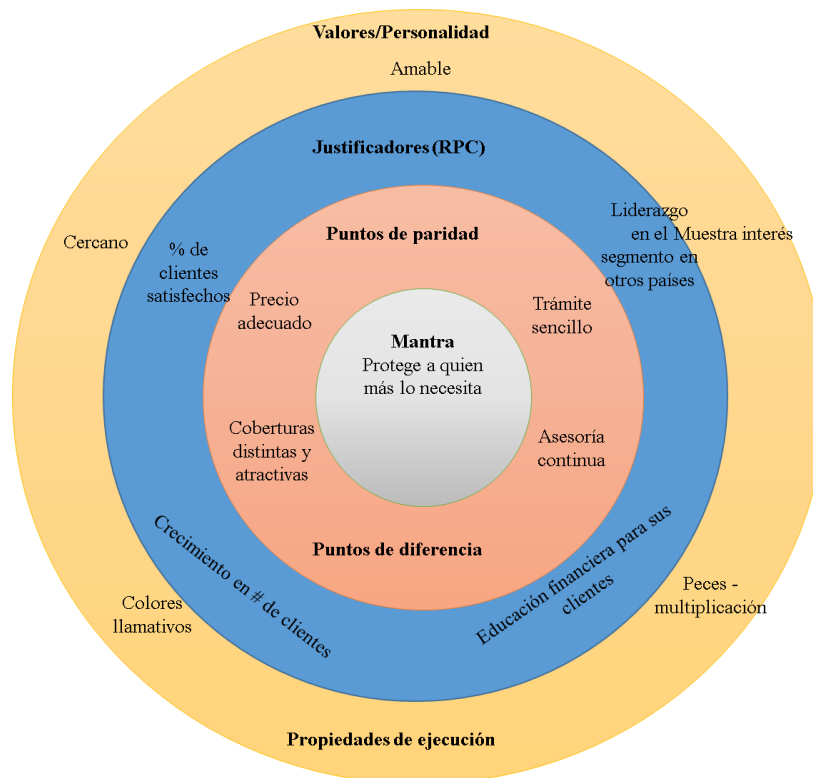 Valores/Personalidad
Amable
Justificadores (RPC)
Puntos de paridad
Cercano
% de
clientes
satisfechos
Liderazgo
en el
segmento en
otros países
Muestra interés
Precio
adecuado
Trámite
sencillo
Mantra
Protege a quien
más lo necesita
Coberturas
distintas y
atractivas
Asesoría
continua
Puntos de diferencia
Crecimiento en # de clientes
Educación financiera para sus
clientes
Colores
llamativos
Peces -
multiplicación
Propiedades de ejecución